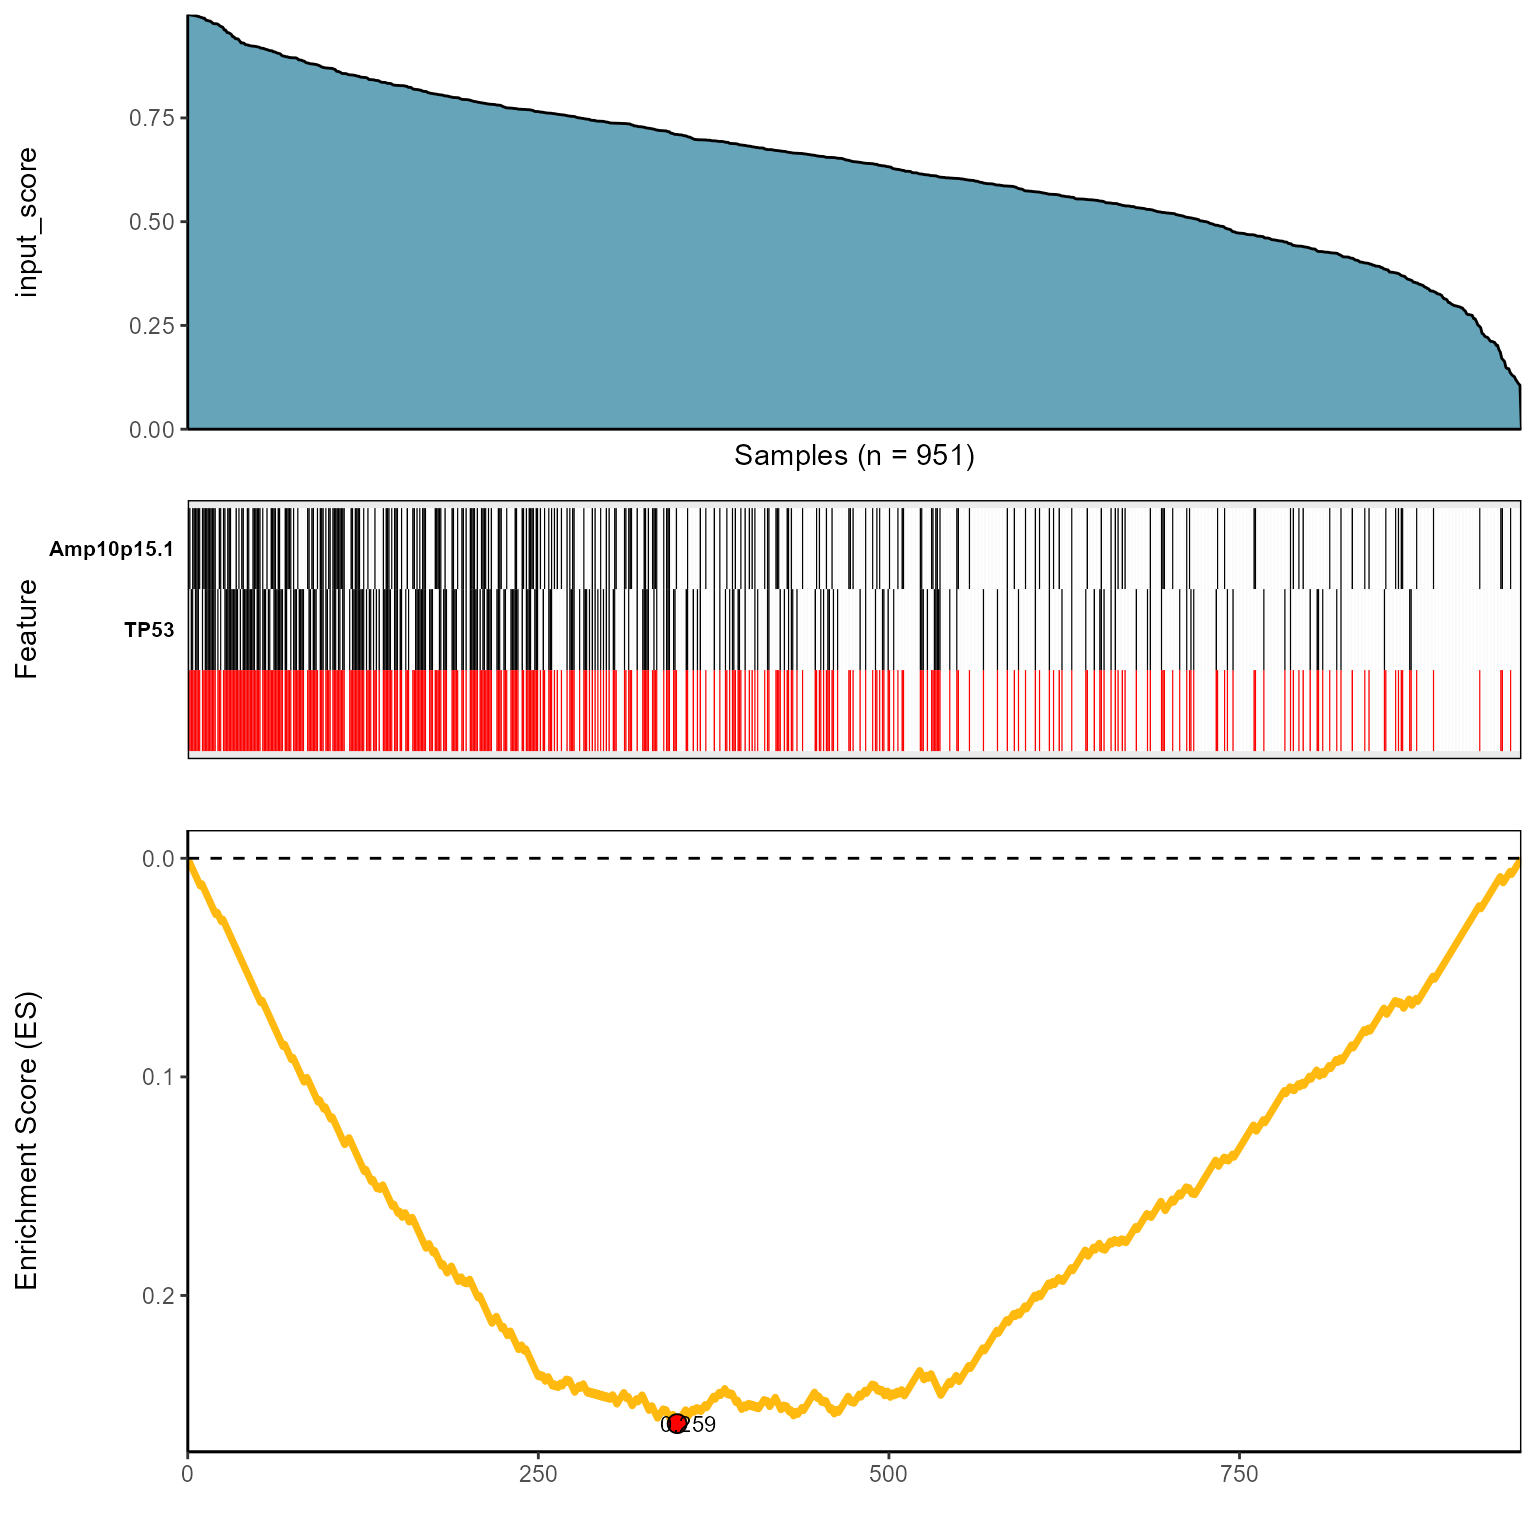 input_score
0.75
0.50
0.25
0.00
Samples (n = 951)
Feature
Amp10p15.1
TP53
Enrichment Score (ES)
0.0
0.1
0.2
0.259
0
250
500
750